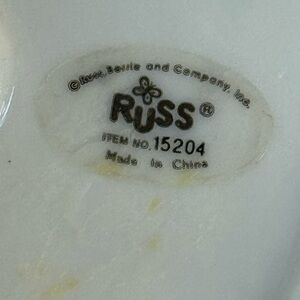 © Russ, Berrie and Company, Inc.
RUSS®
ITEM NO. 15204
Made in China